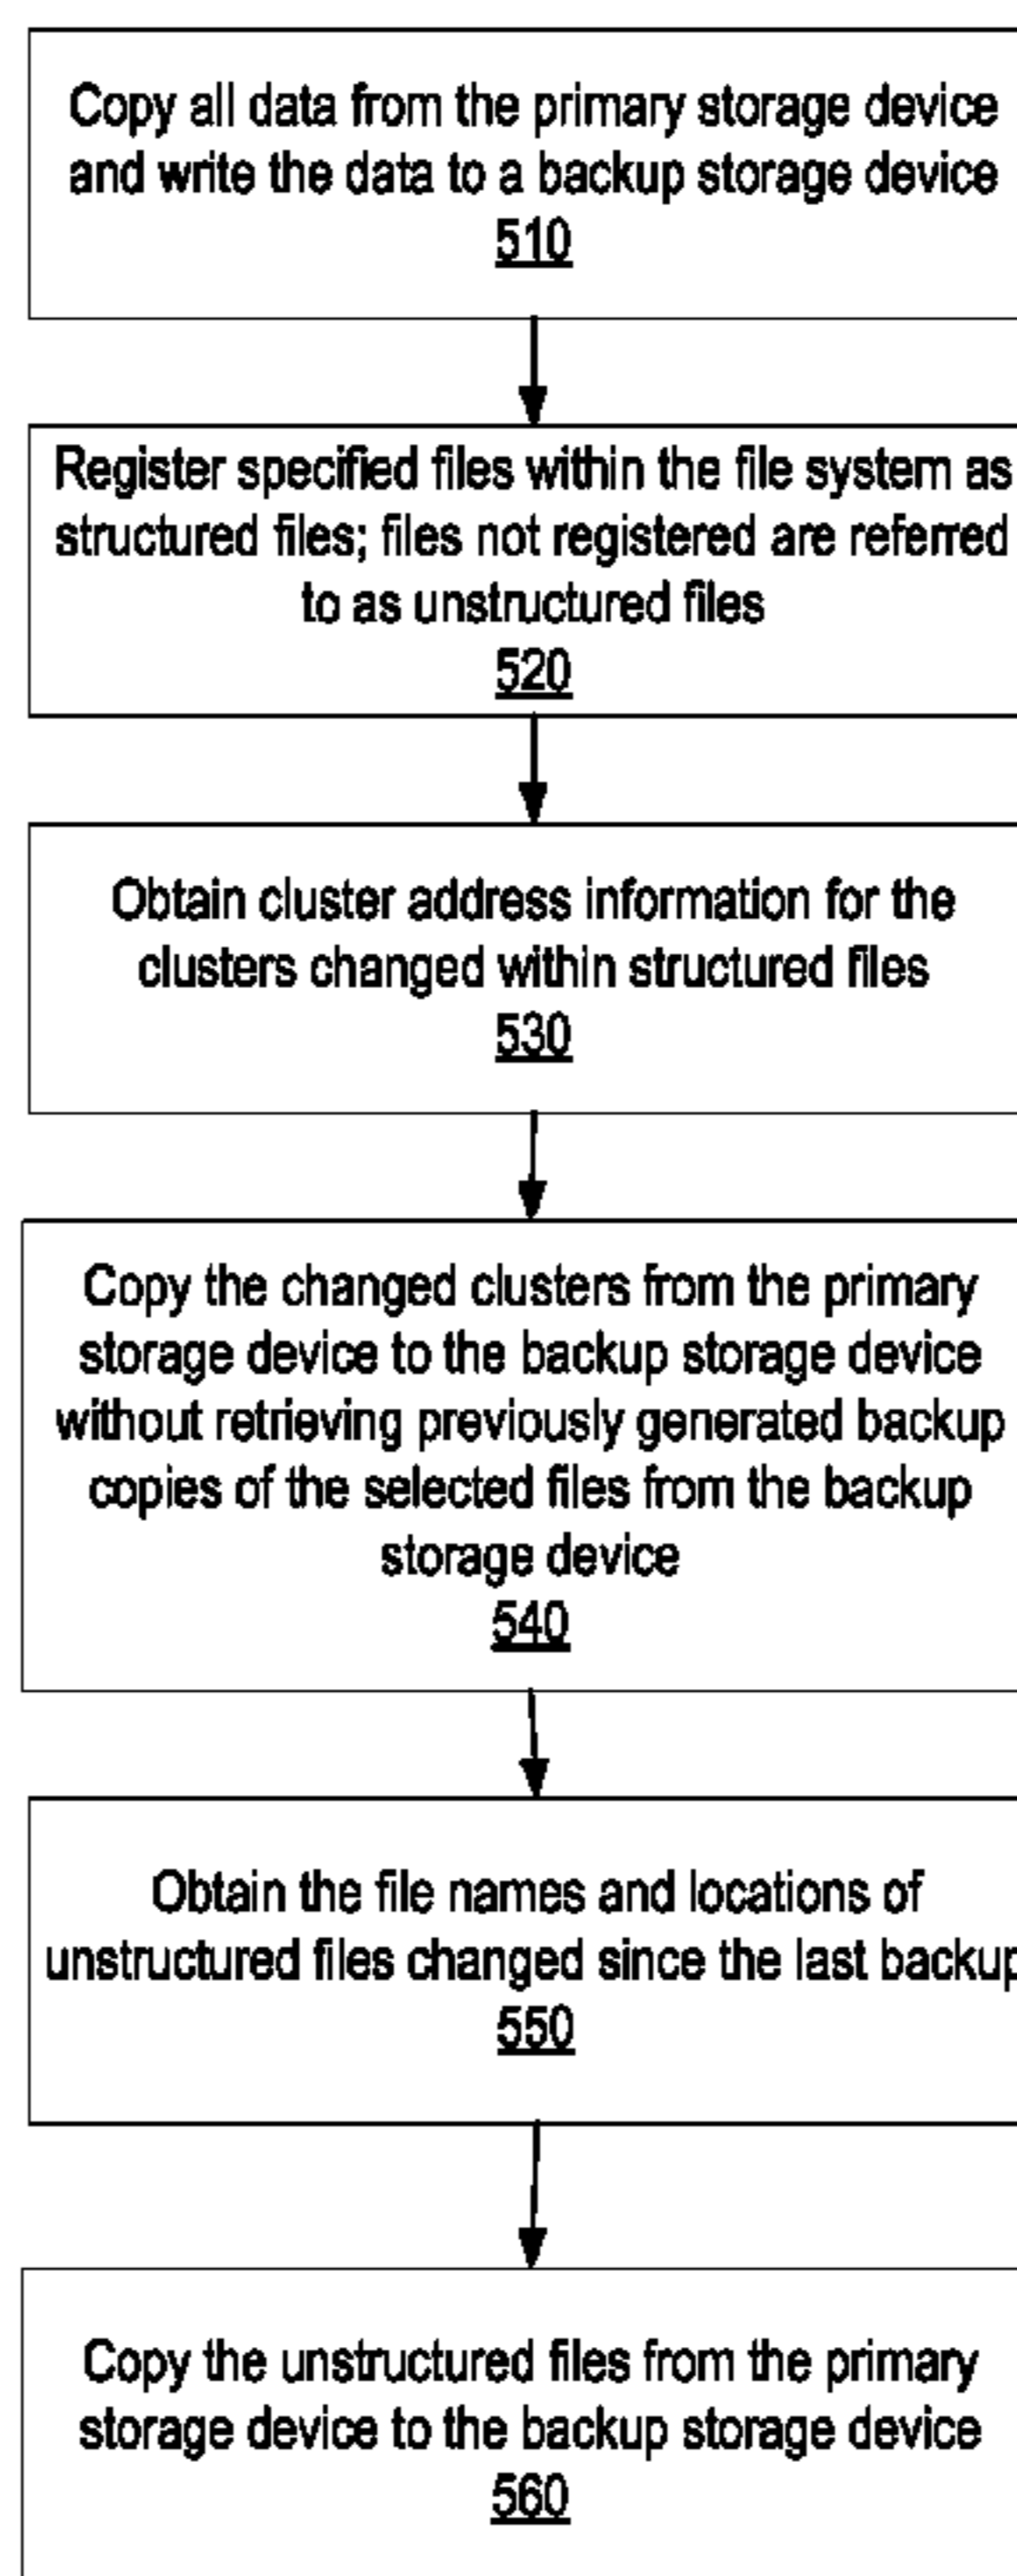 Copy all data from the primary storage device
and write the data to a backup storage device
510
Register specified files within the file system as
structured files; files not registered are referred
to as unstructured files
520
Obtain cluster address information for the
clusters changed within structured files
530
Copy the changed clusters from the primary
storage device to the backup storage device
without retrieving previously generated backup
copies of the selected files from the backup
storage device
540
Obtain the file names and locations of
unstructured files changed since the last backup
550
Copy the unstructured files from the primary
storage device to the backup storage device
560